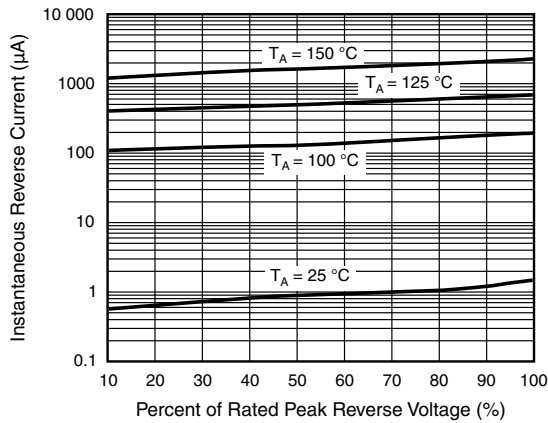 Instantaneous Reverse Current (µA)
10 000
1000
100
10
1
0.1
T_A = 150 °C
T_A = 125 °C
T_A = 100 °C
T_A = 25 °C
10 20 30 40 50 60 70 80 90 100
Percent of Rated Peak Reverse Voltage (%)